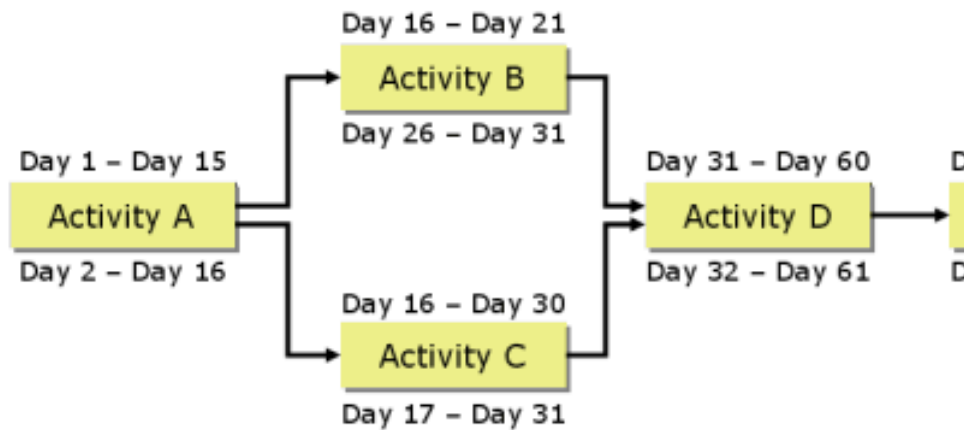 Day 16 – Day 21
Activity B
Day 26 – Day 31
Day 1 – Day 15
Activity A
Day 2 – Day 16
Day 31 – Day 60
Activity D
Day 32 – Day 61
Day 16 – Day 30
Activity C
Day 17 – Day 31